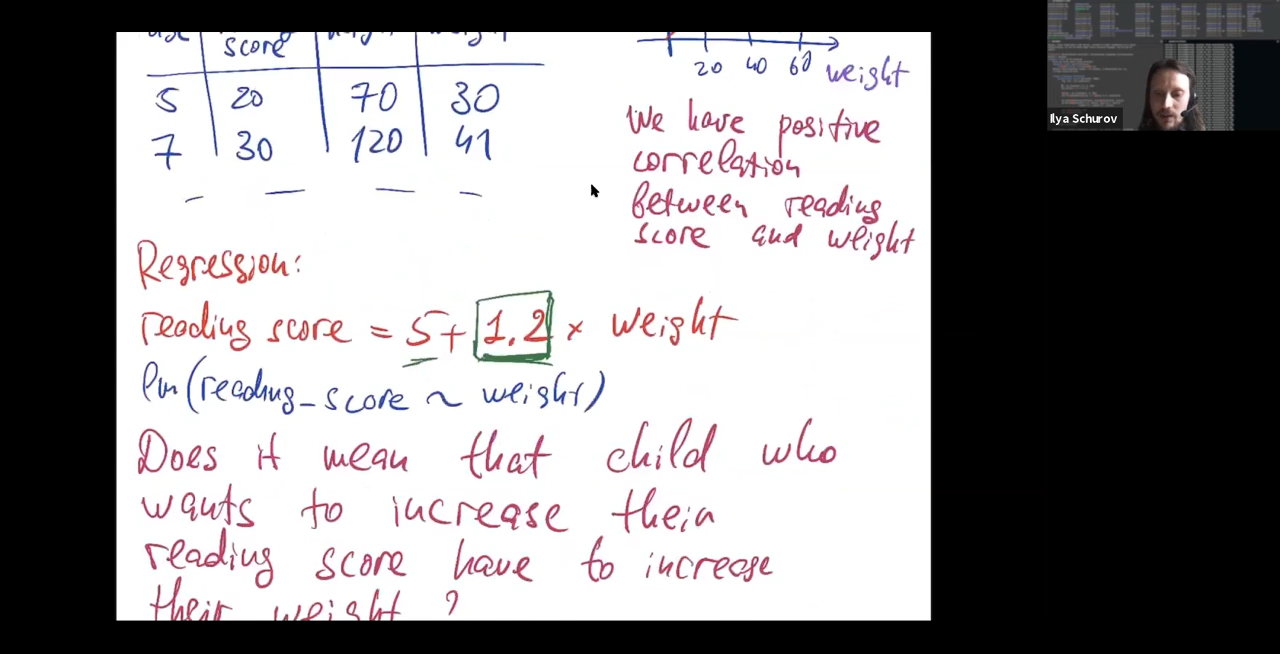 score
5 20 70 30
7 30 120 41
20 40 60 weight
We have positive
correlation
between reading
score and weight
Regression:
reading score = 5 + 1.2 × weight
lm(reading_score ~ weight)
Does it mean that child who
wants to increase their
reading score have to increase
their weight ?
Ilya Schurov